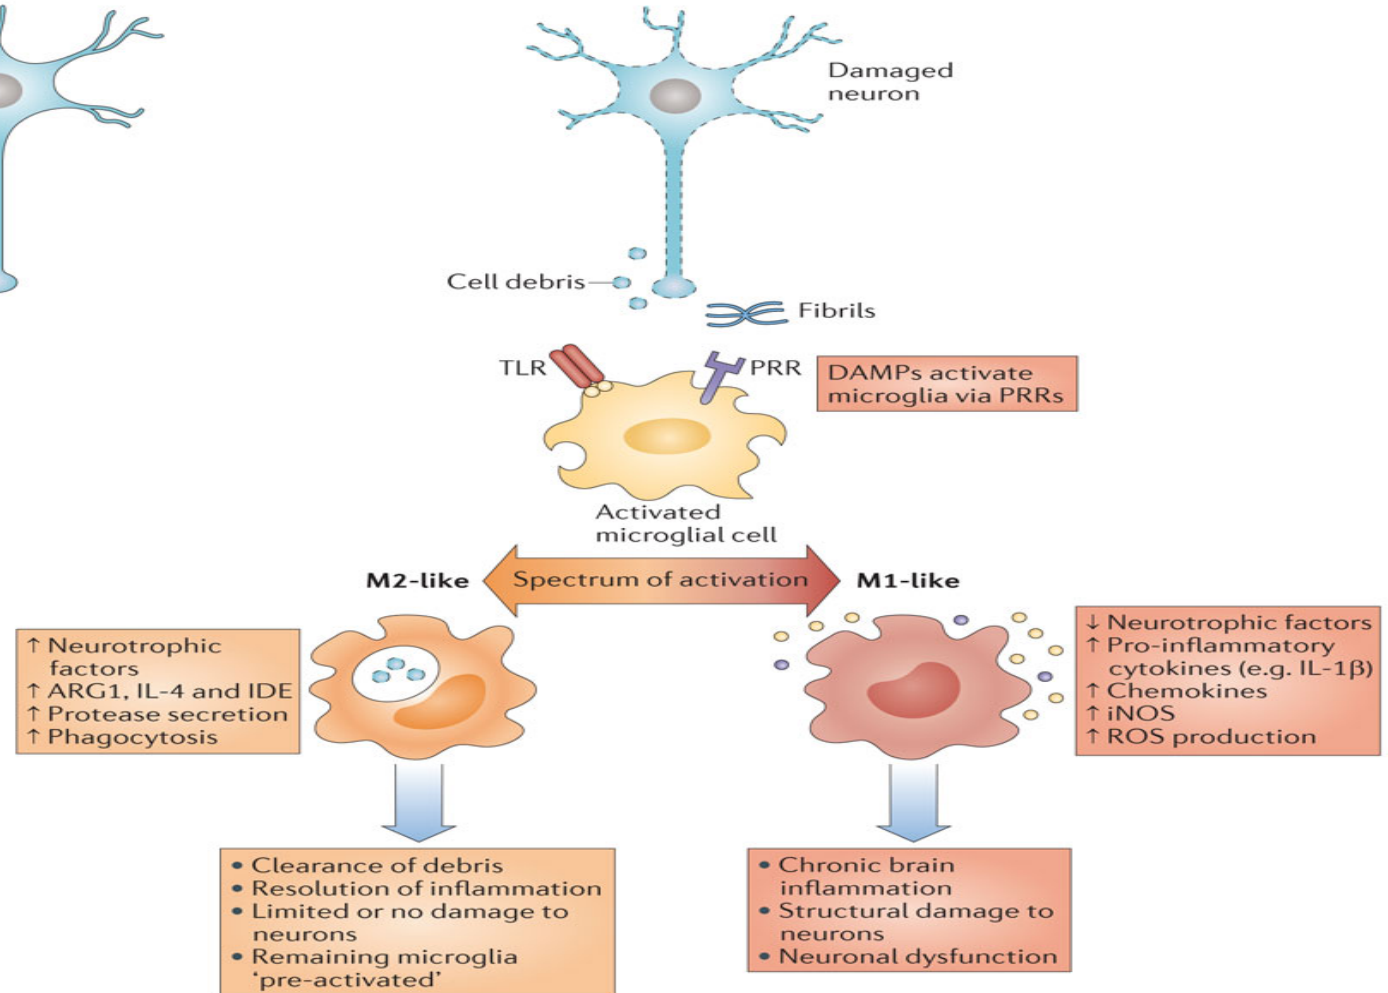 Damaged
neuron
Cell debris
Fibrils
TLR
PRR
DAMPs activate
microglia via PRRs
Activated
microglial cell
M2-like
Spectrum of activation
M1-like
↑ Neurotrophic
factors
↑ ARG1, IL-4 and IDE
↑ Protease secretion
↑ Phagocytosis
↓ Neurotrophic factors
↑ Pro-inflammatory
cytokines (e.g. IL-1β)
↑ Chemokines
↑ iNOS
↑ ROS production
• Clearance of debris
• Resolution of inflammation
• Limited or no damage to
neurons
• Remaining microglia
‘pre-activated’
• Chronic brain
inflammation
• Structural damage to
neurons
• Neuronal dysfunction